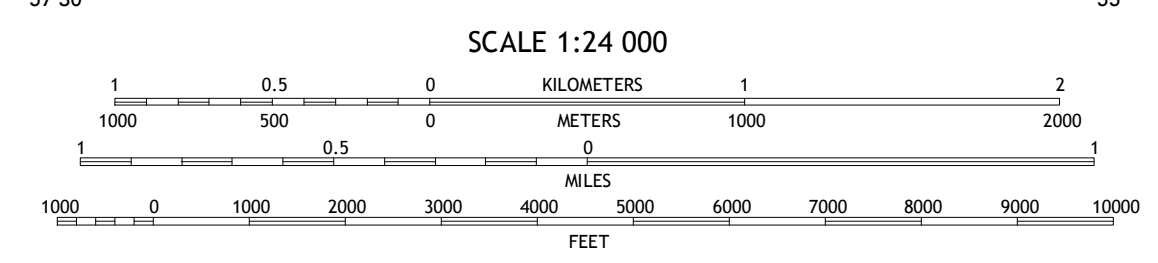 SCALE 1:24 000
1 0.5 0 KILOMETERS 1 2
1000 500 0 METERS 1000 2000
1 0.5 0 1
MILES
1000 0 1000 2000 3000 4000 5000 6000 7000 8000 9000 10000
FEET